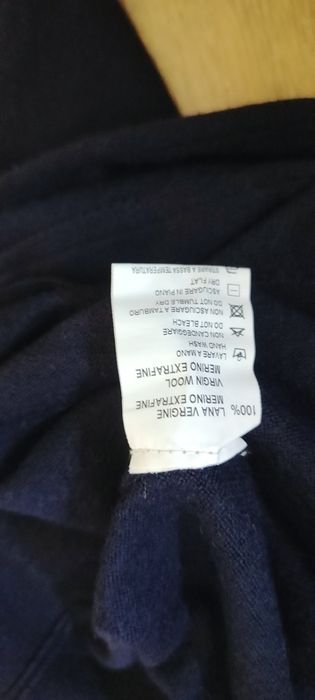 100% LANA VERGINE
MERINO EXTRAFINE
VIRGIN WOOL
MERINO EXTRAFINE
LAVARE A MANO
HAND WASH
NON CANDEGGIARE
DO NOT BLEACH
NON ASCIUGARE A TAMBURO
DO NOT TUMBLE DRY
ASCIUGARE IN PIANO
DRY FLAT
STIRARE A BASSA TEMPERATURA